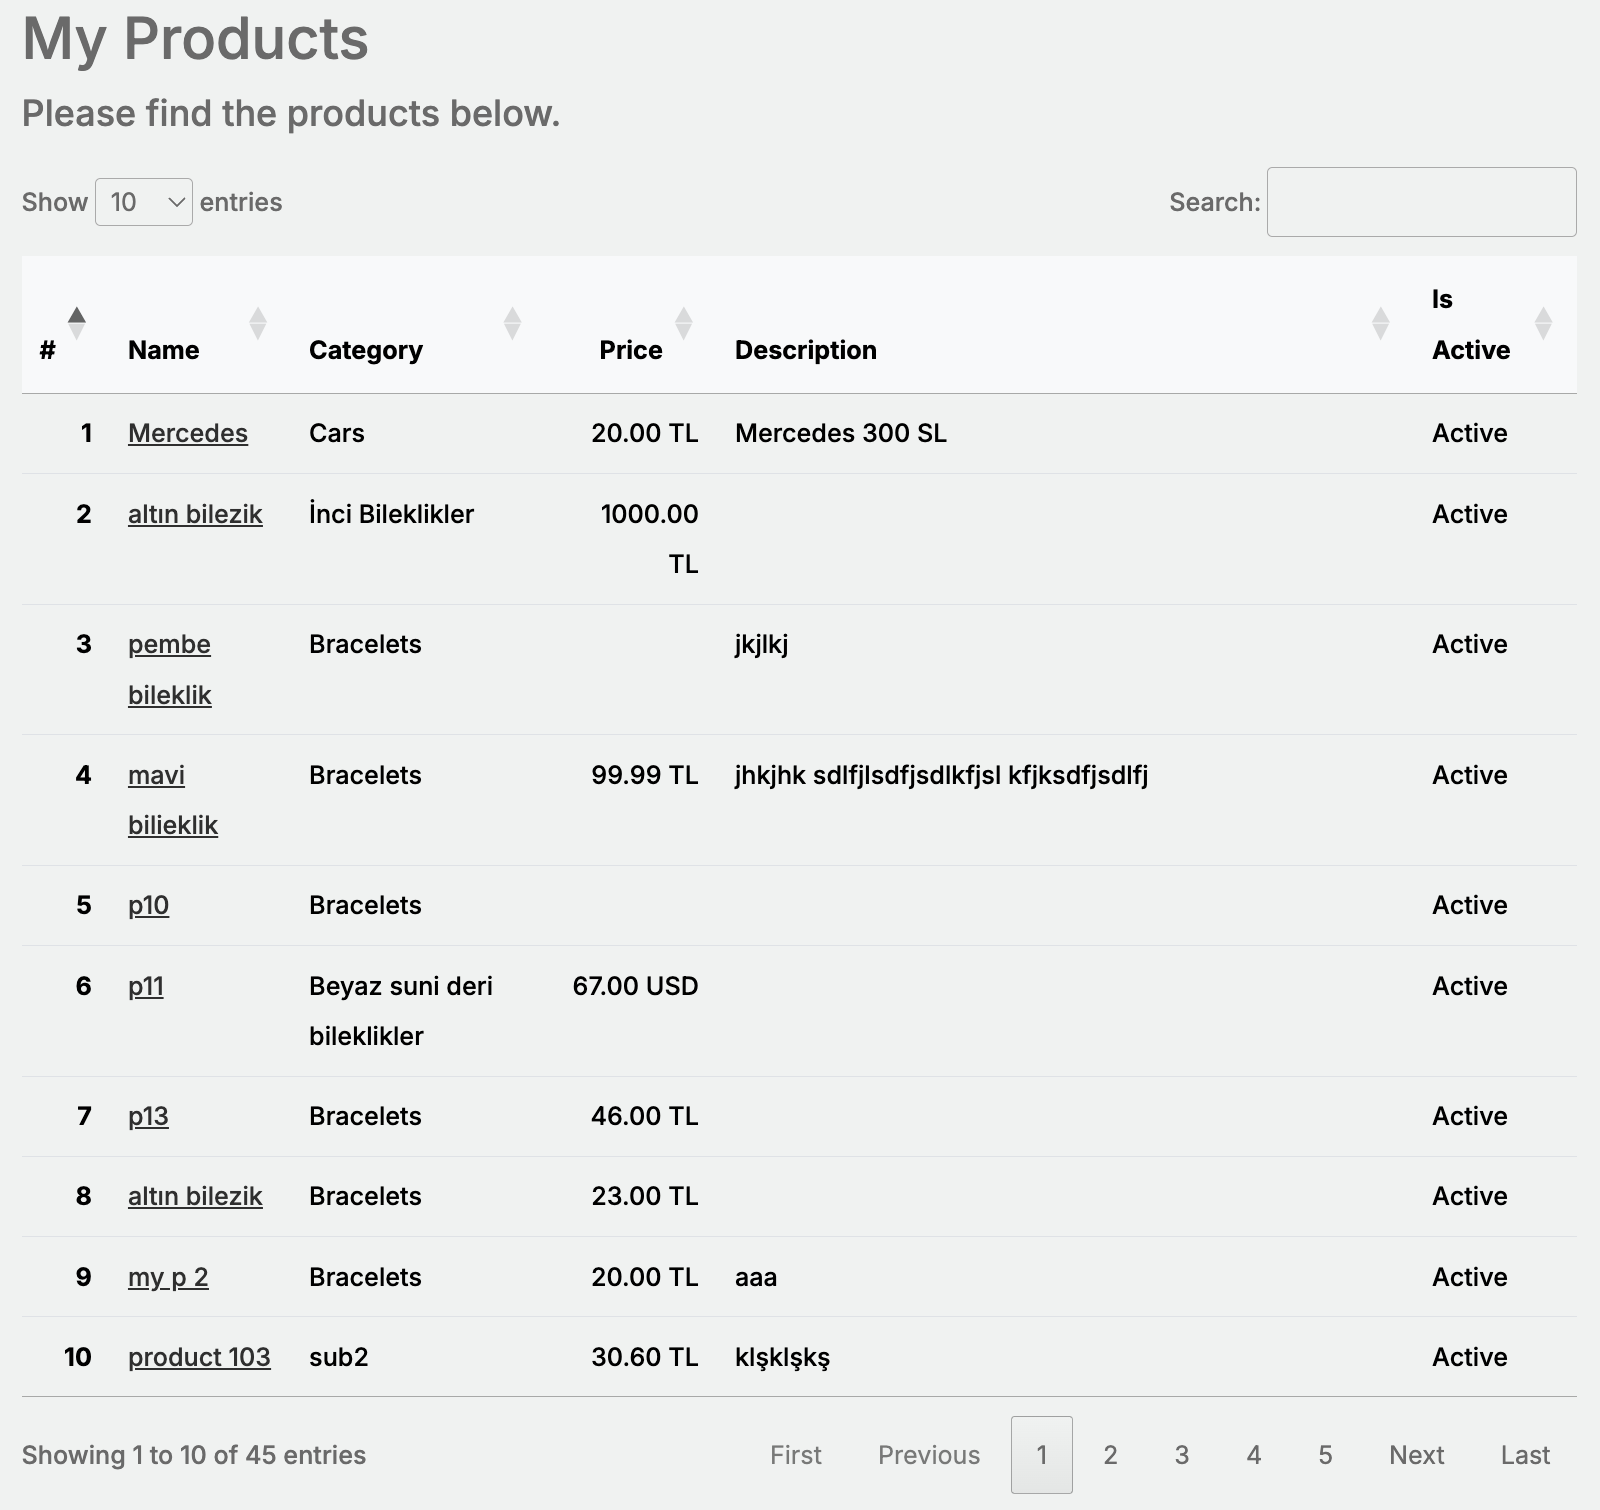 My Products
Please find the products below.
Show 10 entries
Search:
# Name Category Price Description Is Active
1 Mercedes Cars 20.00 TL Mercedes 300 SL Active
2 altın bilezik İnci Bileklikler 1000.00 TL Active
3 pembe bileklik Bracelets jkjlkj Active
4 mavi bilieklik Bracelets 99.99 TL jhkjhk sdlfjlsdfjsdlkfjsl kfjksdfjsdlfj Active
5 p10 Bracelets Active
6 p11 Beyaz suni deri bileklikler 67.00 USD Active
7 p13 Bracelets 46.00 TL Active
8 altın bilezik Bracelets 23.00 TL Active
9 my p 2 Bracelets 20.00 TL aaa Active
10 product 103 sub2 30.60 TL klşklşkş Active
Showing 1 to 10 of 45 entries
First Previous 1 2 3 4 5 Next Last